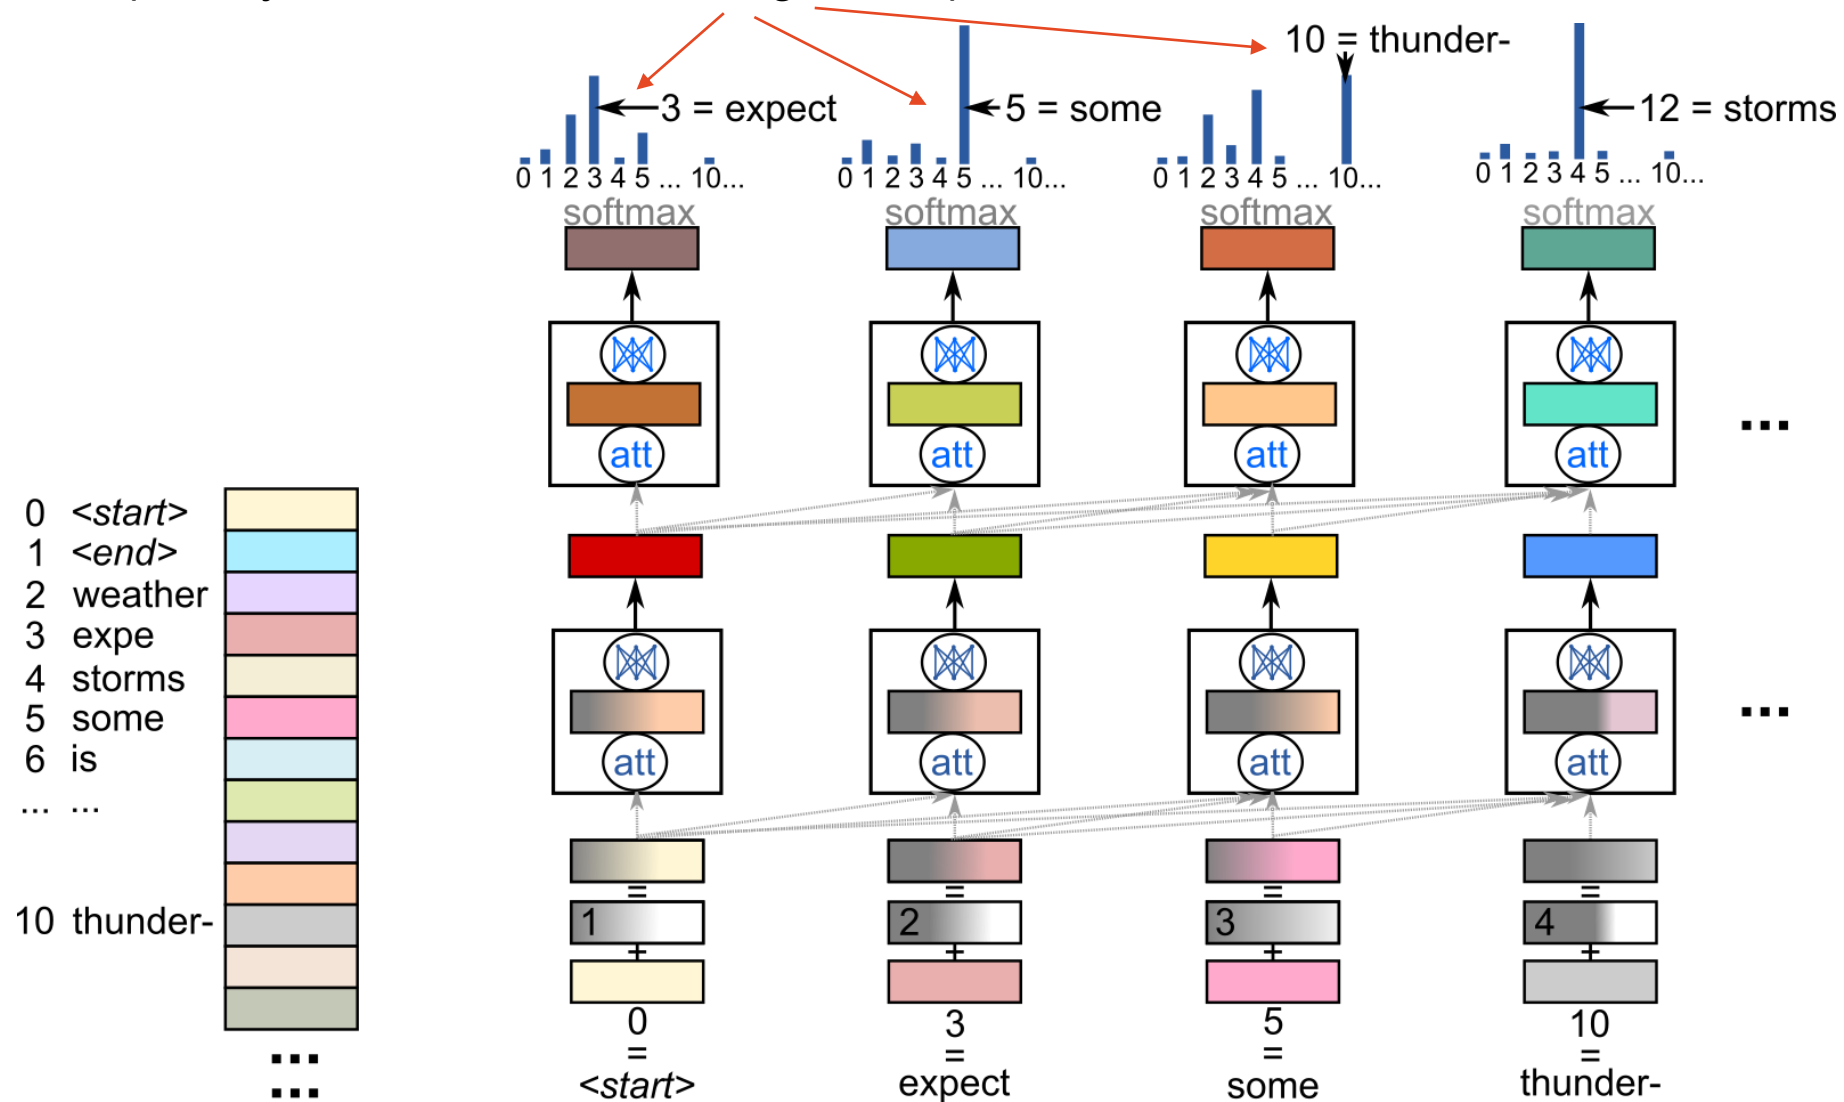 10 = thunder-
3 = expect
5 = some
12 = storms
0 1 2 3 4 5 ... 10...
0 1 2 3 4 5 ... 10...
0 1 2 3 4 5 ... 10...
0 1 2 3 4 5 ... 10...
softmax
softmax
softmax
softmax
att
att
att
att
...
0 <start>
1 <end>
2 weather
3 expe
4 storms
5 some
6 is
... ...
10 thunder-
...
...
att
att
att
att
...
=
=
=
=
1
2
3
4
+
+
+
+
0
3
5
10
=
=
=
=
<start>
expect
some
thunder-